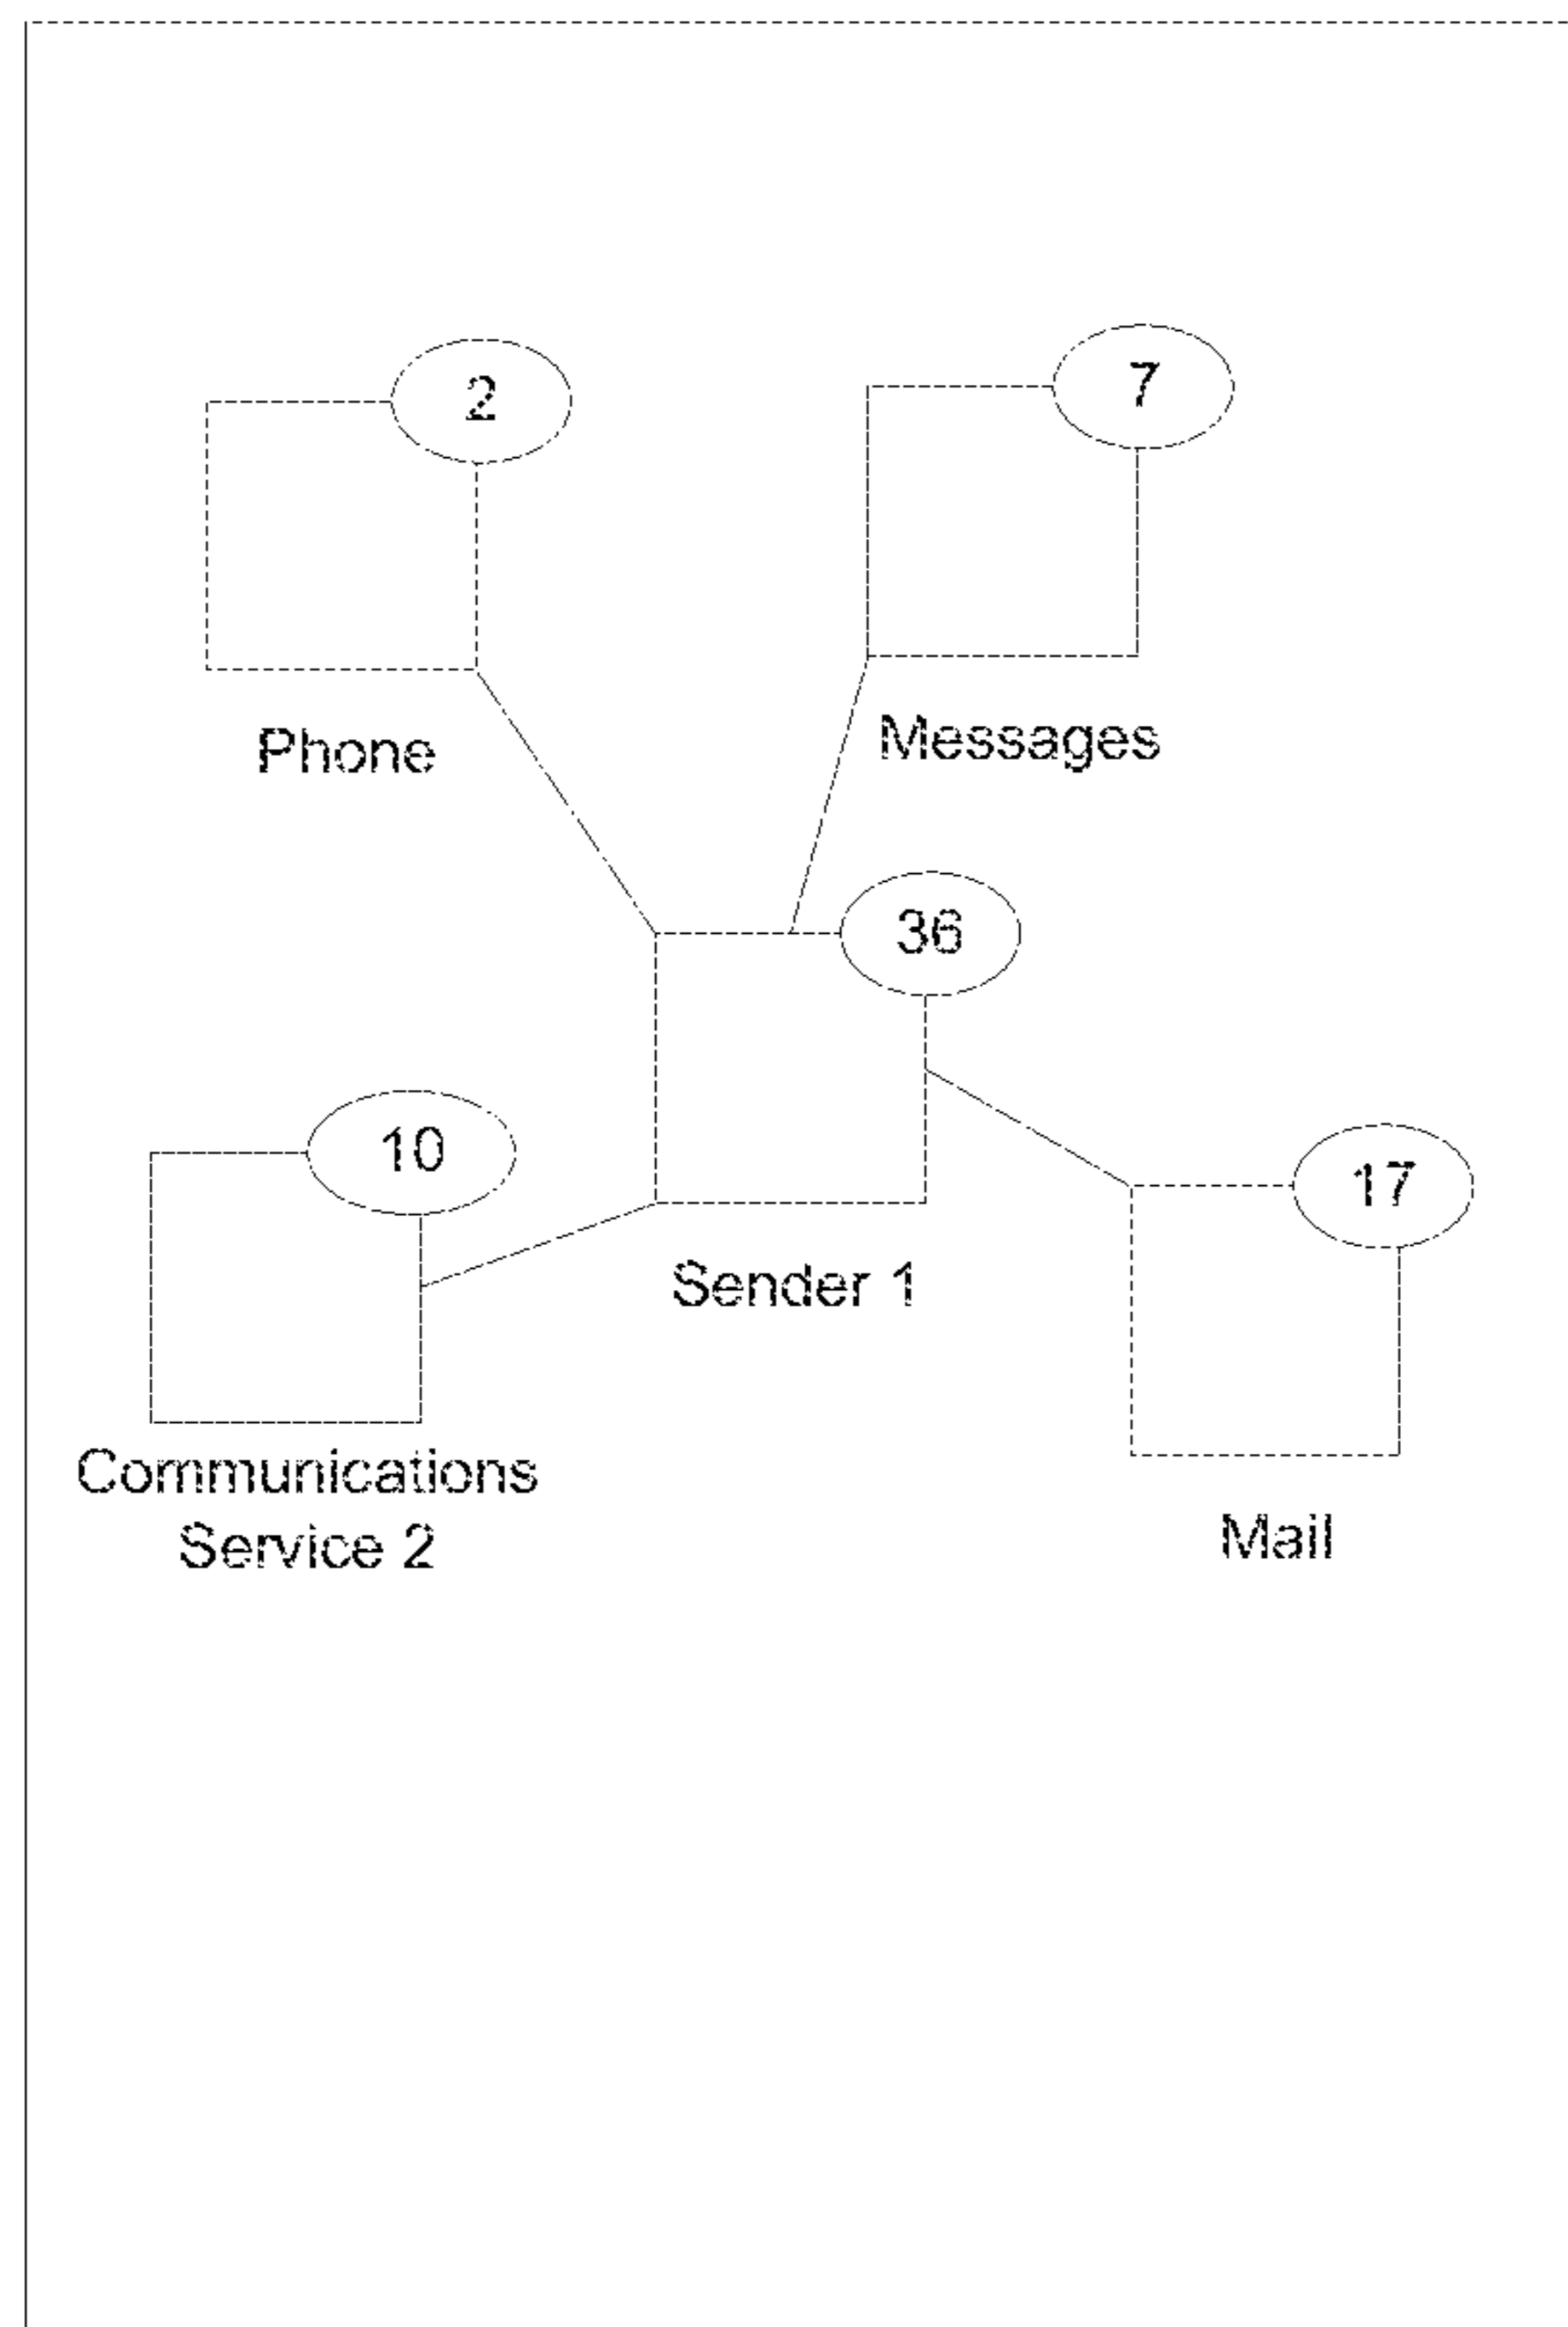 2
7
Phone
Messages
36
10
17
Sender 1
Communications
Service 2
Mail